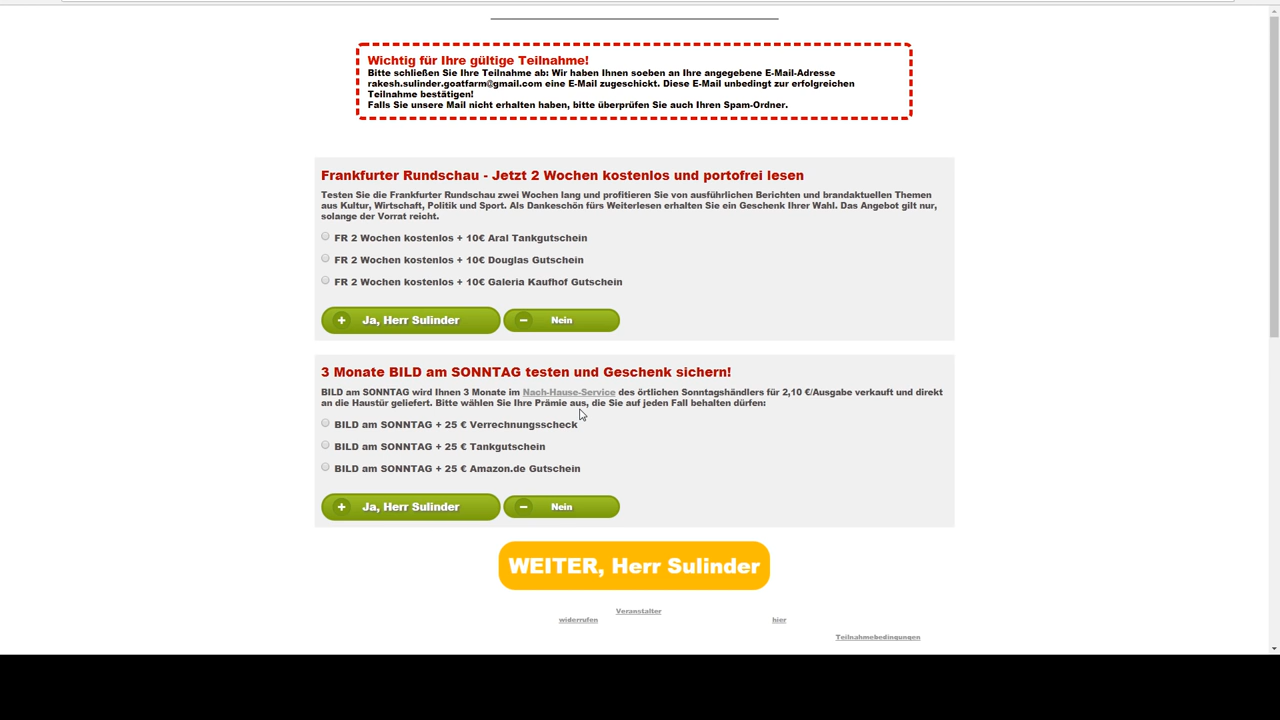 Wichtig für Ihre gültige Teilnahme!
Bitte schließen Sie Ihre Teilnahme ab: Wir haben Ihnen soeben an Ihre angegebene E-Mail-Adresse
rakesh.sulinder.goatfarm@gmail.com eine E-Mail zugeschickt. Diese E-Mail unbedingt zur erfolgreichen
Teilnahme bestätigen!
Falls Sie unsere Mail nicht erhalten haben, bitte überprüfen Sie auch Ihren Spam-Ordner.
Frankfurter Rundschau - Jetzt 2 Wochen kostenlos und portofrei lesen
Testen Sie die Frankfurter Rundschau zwei Wochen lang und profitieren Sie von ausführlichen Berichten und brandaktuellen Themen
aus Kultur, Wirtschaft, Politik und Sport. Als Dankeschön fürs Weiterlesen erhalten Sie ein Geschenk Ihrer Wahl. Das Angebot gilt nur,
solange der Vorrat reicht.
FR 2 Wochen kostenlos + 10€ Aral Tankgutschein
FR 2 Wochen kostenlos + 10€ Douglas Gutschein
FR 2 Wochen kostenlos + 10€ Galeria Kaufhof Gutschein
Ja, Herr Sulinder Nein
3 Monate BILD am SONNTAG testen und Geschenk sichern!
BILD am SONNTAG wird Ihnen 3 Monate im Nach-Hause-Service des örtlichen Sonntagshändlers für 2,10 €/Ausgabe verkauft und direkt
an die Haustür geliefert. Bitte wählen Sie Ihre Prämie aus, die Sie auf jeden Fall behalten dürfen:
BILD am SONNTAG + 25 € Verrechnungsscheck
BILD am SONNTAG + 25 € Tankgutschein
BILD am SONNTAG + 25 € Amazon.de Gutschein
Ja, Herr Sulinder Nein
WEITER, Herr Sulinder
Veranstalter
widerrufen hier
Teilnahmebedingungen